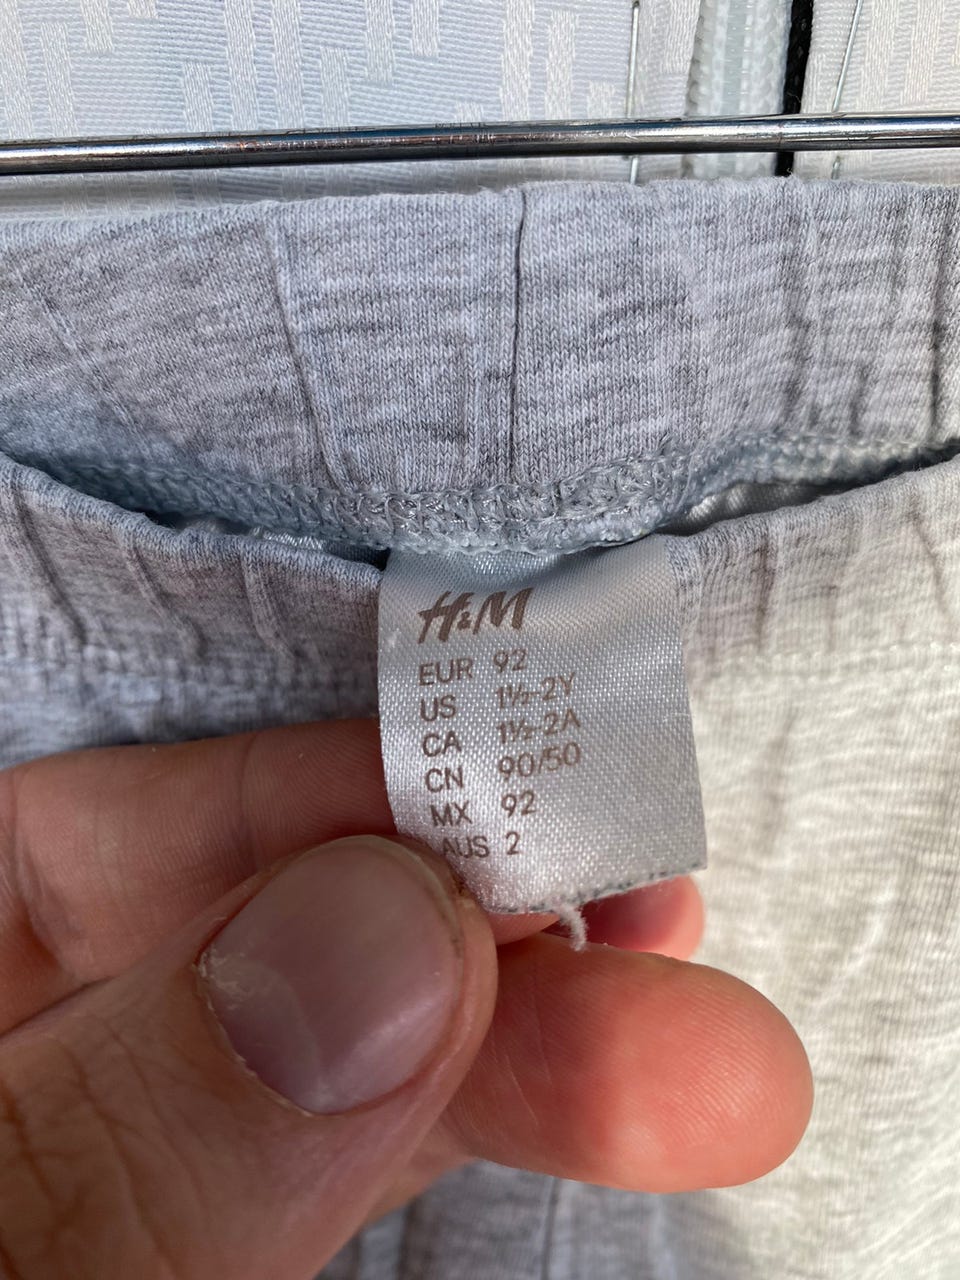 H&M
EUR 92
US 1½-2Y
CA 1½-2A
CN 90/50
MX 92
AUS 2